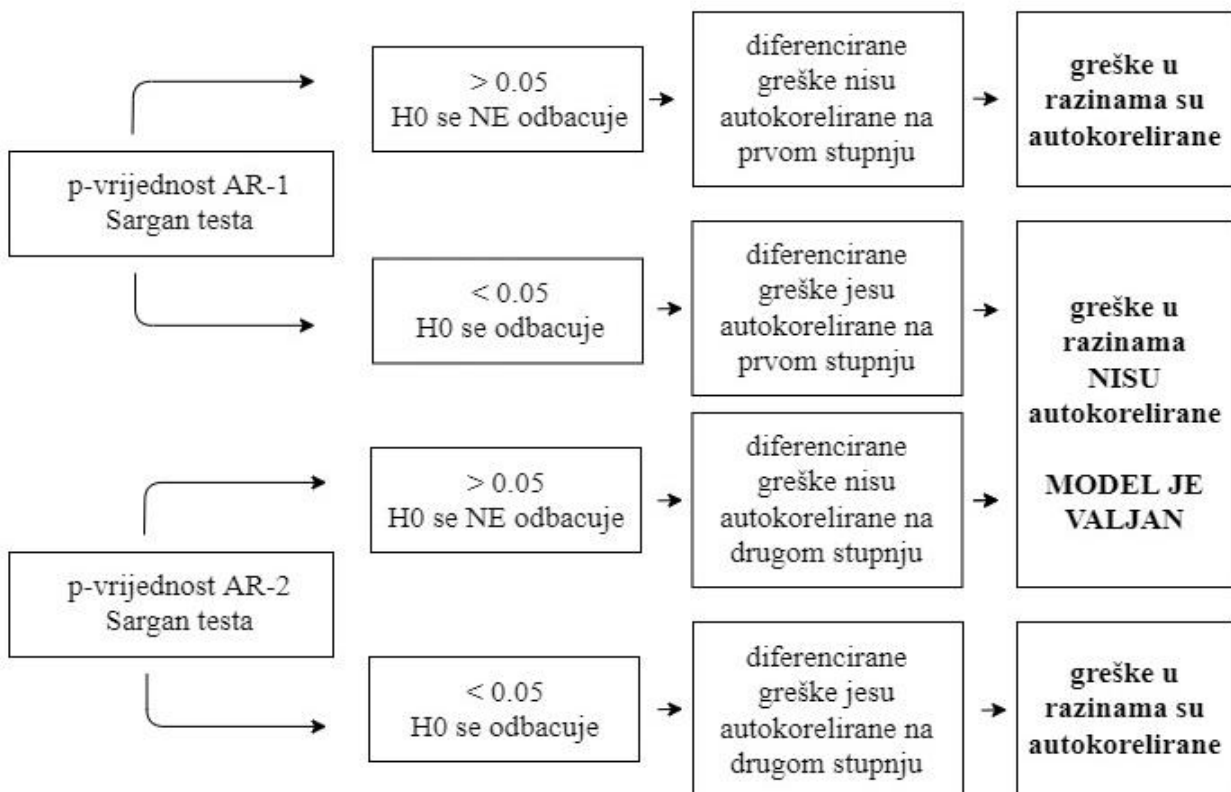 p-vrijednost AR-1
Sargan testa
> 0.05
H0 se NE odbacuje
diferencirane
greške nisu
autokorelirane na
prvom stupnju
greške u
razinama su
autokorelirane
< 0.05
H0 se odbacuje
diferencirane
greške jesu
autokorelirane na
prvom stupnju
greške u
razinama
NISU
autokorelirane
MODEL JE
VALJAN
p-vrijednost AR-2
Sargan testa
> 0.05
H0 se NE odbacuje
diferencirane
greške nisu
autokorelirane na
drugom stupnju
< 0.05
H0 se odbacuje
diferencirane
greške jesu
autokorelirane na
drugom stupnju
greške u
razinama su
autokorelirane